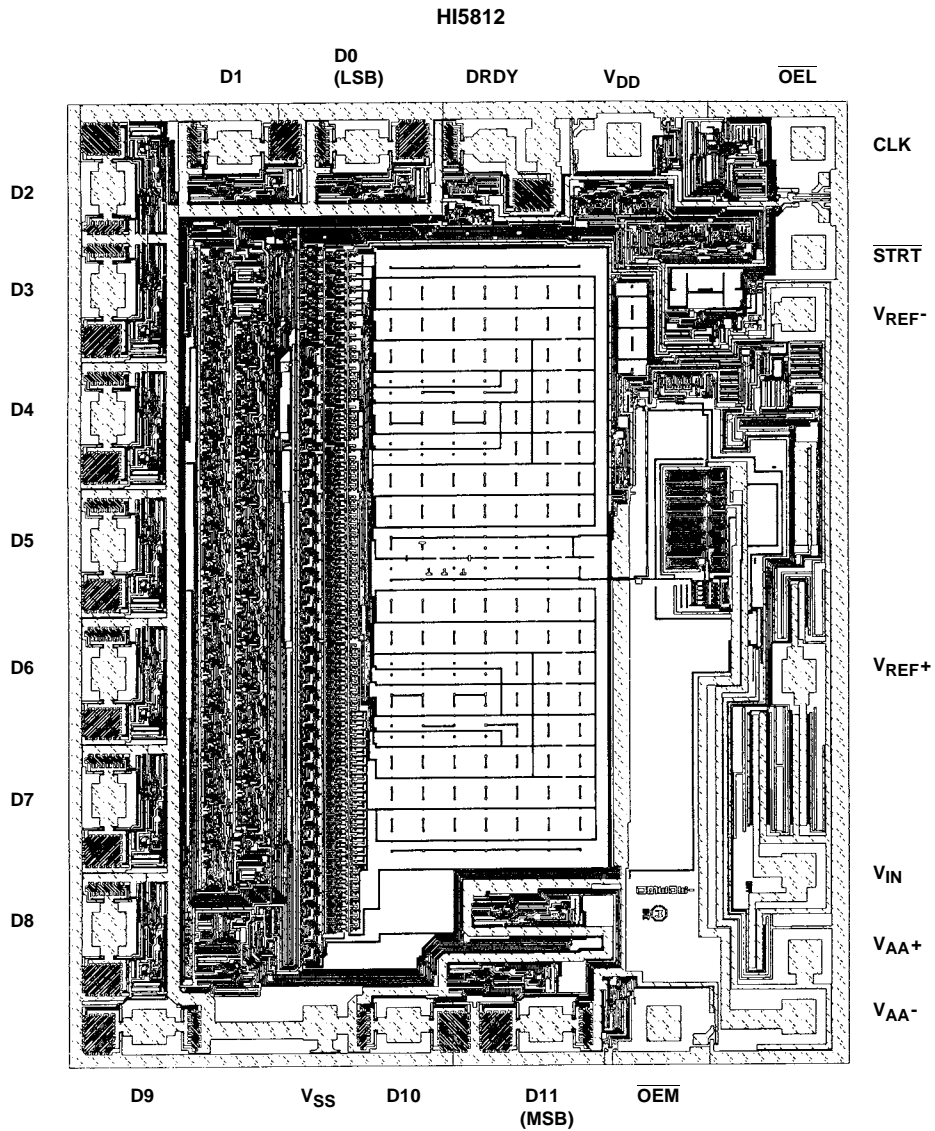 HI5812
D1
D0
(LSB)
DRDY
VDD
OEL
CLK
D2
STRT
D3
VREF-
D4
D5
D6
VREF+
D7
VIN
D8
VAA+
VAA-
D9
VSS
D10
D11
(MSB)
OEM